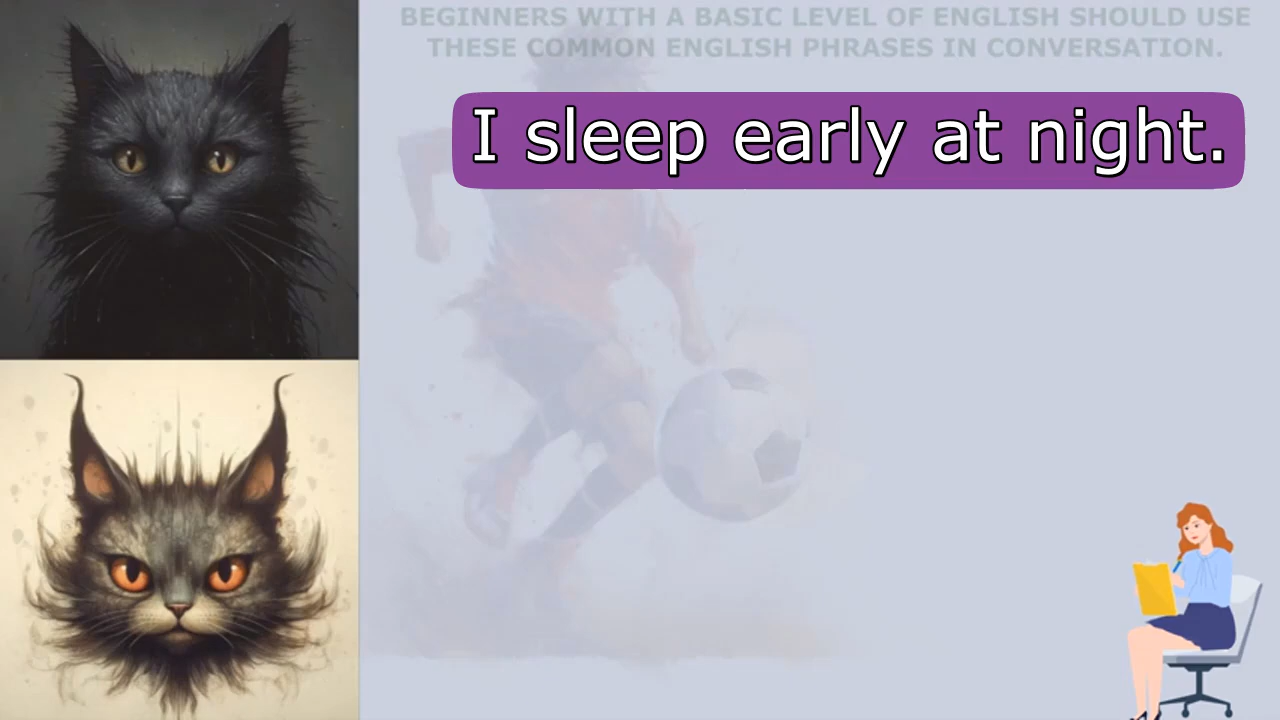 BEGINNERS WITH A BASIC LEVEL OF ENGLISH SHOULD USE
THESE COMMON ENGLISH PHRASES IN CONVERSATION.
I sleep early at night.